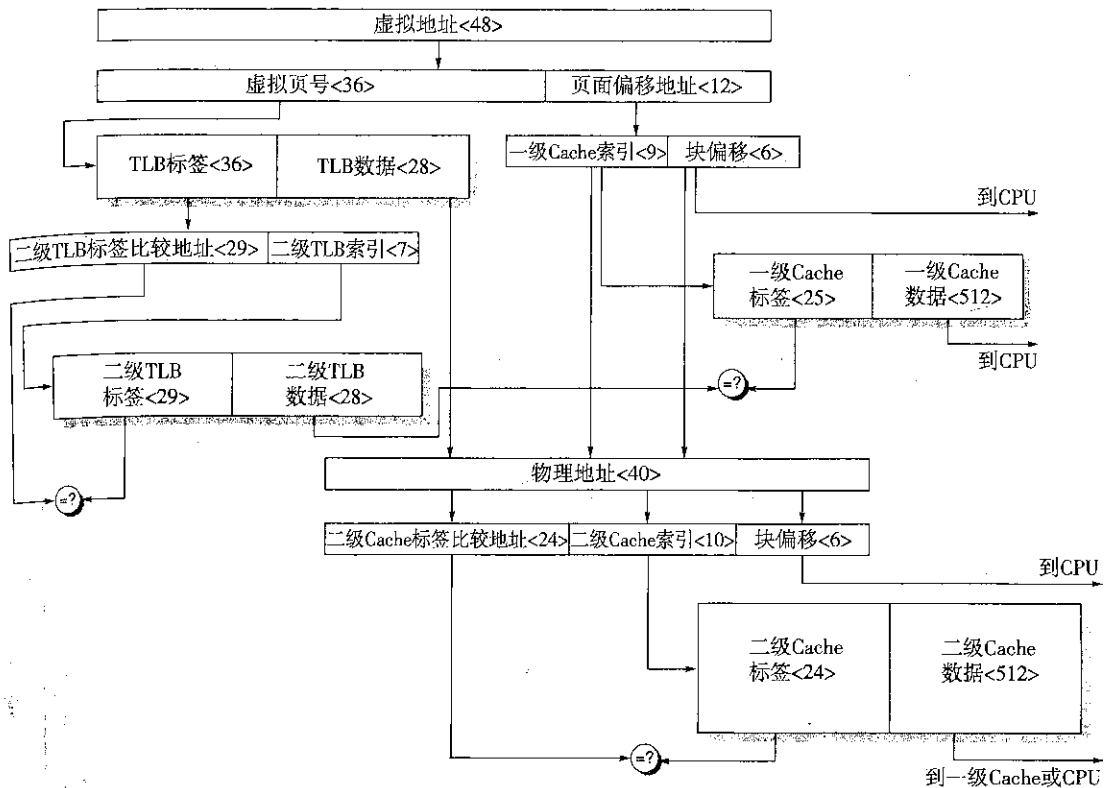 虚拟地址<48>
虚拟页号<36>
页面偏移地址<12>
TLB标签<36>
TLB数据<28>
一级Cache索引<9>
块偏移<6>
到CPU
二级TLB标签比较地址<29>
二级TLB索引<7>
一级Cache
标签<25>
一级Cache
数据<512>
到CPU
二级TLB
标签<29>
二级TLB
数据<28>
=?
=?
物理地址<40>
二级Cache标签比较地址<24>
二级Cache索引<10>
块偏移<6>
到CPU
二级Cache
标签<24>
二级Cache
数据<512>
=?
到一级Cache或CPU